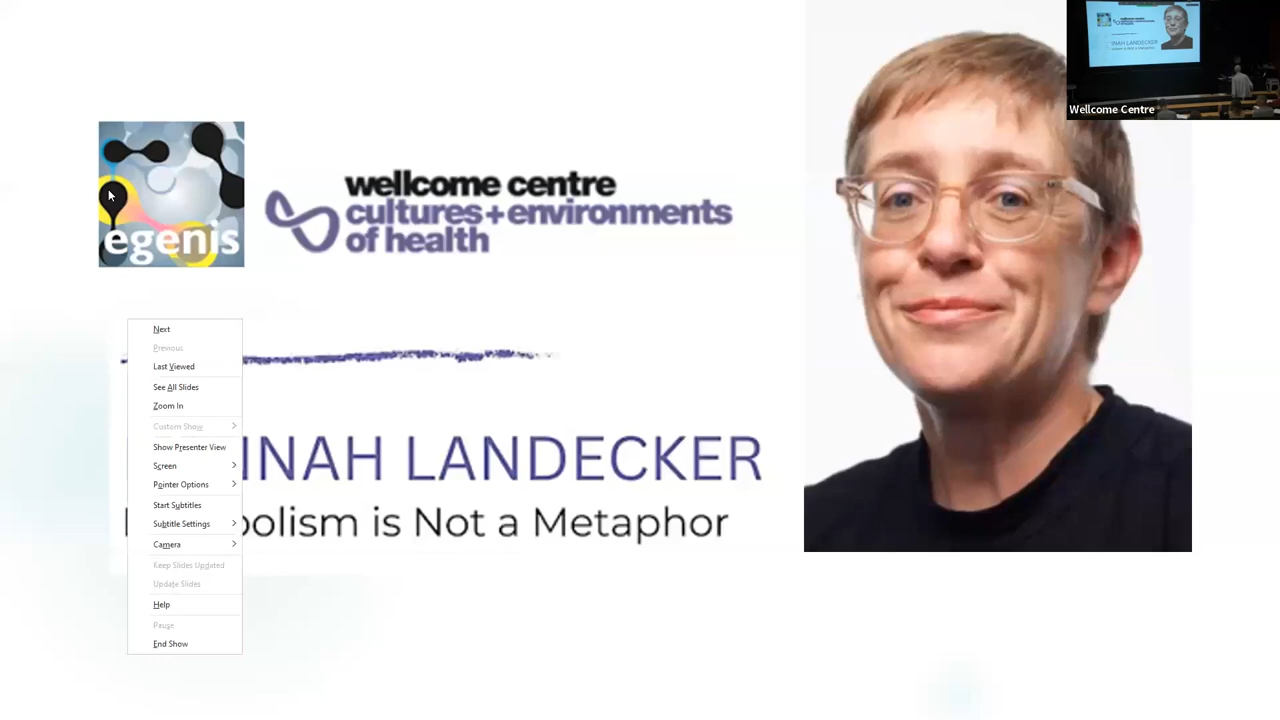 egenis
wellcome centre
cultures + environments
of health
Next
Previous
Last Viewed
See All Slides
Zoom In
Custom Show
Show Presenter View
Screen
Pointer Options
Start Subtitles
Subtitle Settings
Camera
Keep Slides Updated
Update Slides
Help
Pause
End Show
NNAH LANDECKER
bolism is Not a Metaphor
INAH LANDECKER
Wellcome Centre